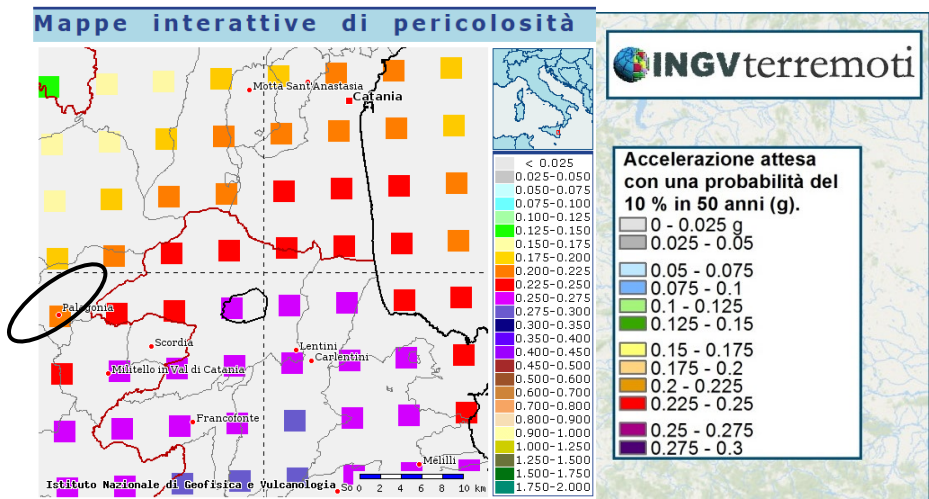 Mappe interattive di pericolosità
Motta Sant'Anastasia
Catania
Palagonia
Scordia
Militello in Val di Catania
Lentini
Carlentini
Francofonte
Melilli
So
Istituto Nazionale di Geofisica e Vulcanologia
0 2 4 6 8 10 km
< 0.025
0.025-0.050
0.050-0.075
0.075-0.100
0.100-0.125
0.125-0.150
0.150-0.175
0.175-0.200
0.200-0.225
0.225-0.250
0.250-0.275
0.275-0.300
0.300-0.350
0.350-0.400
0.400-0.450
0.450-0.500
0.500-0.600
0.600-0.700
0.700-0.800
0.800-0.900
0.900-1.000
1.000-1.250
1.250-1.500
1.500-1.750
1.750-2.000
INGVterremoti
Accelerazione attesa
con una probabilità del
10 % in 50 anni (g).
0 - 0.025 g
0.025 - 0.05
0.05 - 0.075
0.075 - 0.1
0.1 - 0.125
0.125 - 0.15
0.15 - 0.175
0.175 - 0.2
0.2 - 0.225
0.225 - 0.25
0.25 - 0.275
0.275 - 0.3